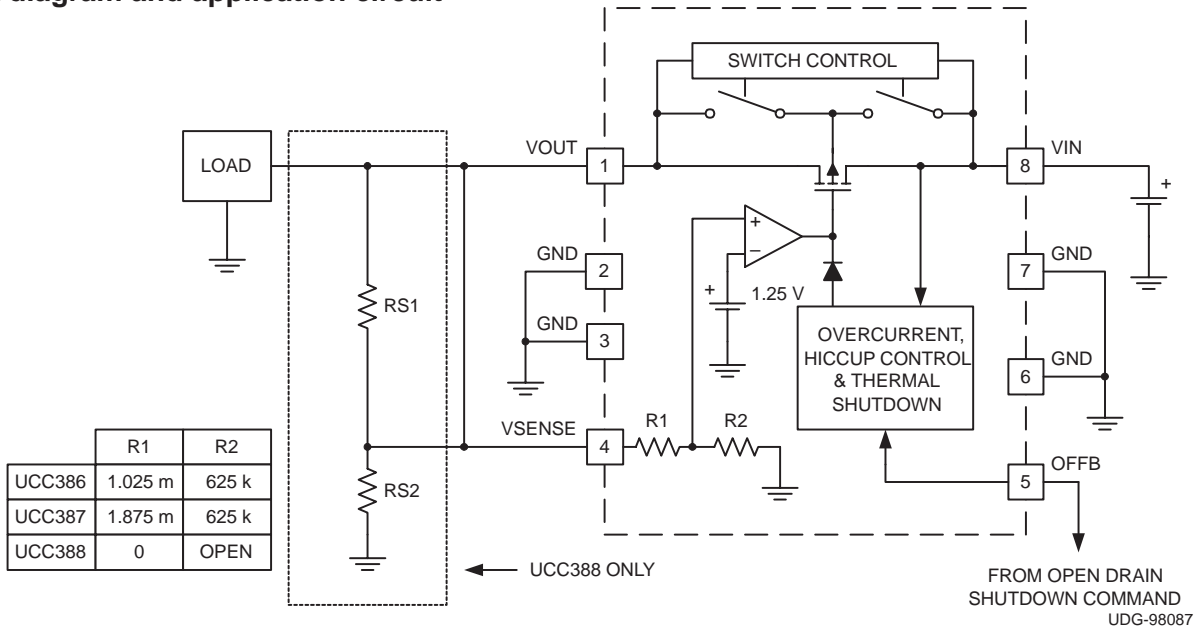 diagram and application circuit
SWITCH CONTROL
LOAD
VOUT
1
8
VIN
+
GND
2
+
–
7
GND
+
1.25 V
RS1
GND
3
OVERCURRENT,
HICCUP CONTROL
& THERMAL
SHUTDOWN
6
GND
VSENSE
4
R1
R2
OFFB
5
R1 R2
UCC386 1.025 m 625 k
UCC387 1.875 m 625 k
UCC388 0 OPEN
RS2
UCC388 ONLY
FROM OPEN DRAIN
SHUTDOWN COMMAND
UDG-98087